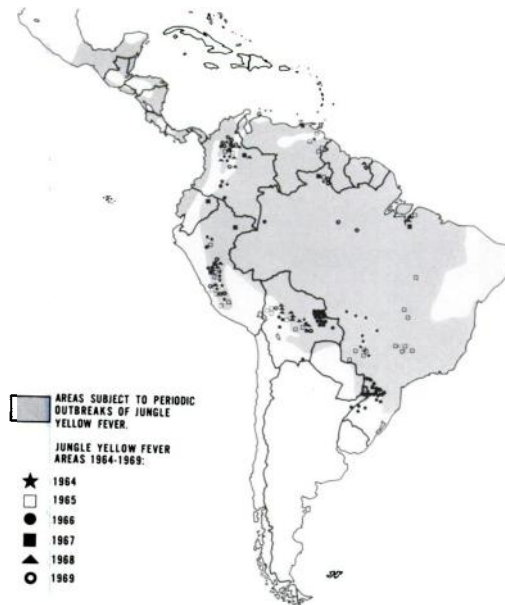 AREAS SUBJECT TO PERIODIC
OUTBREAKS OF JUNGLE
YELLOW FEVER.
JUNGLE YELLOW FEVER
AREAS 1964-1969:
1964
1965
1966
1967
1968
1969